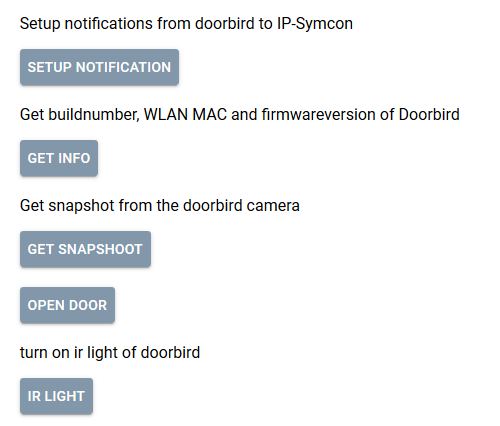 Setup notifications from doorbird to IP-Symcon
SETUP NOTIFICATION
Get buildnumber, WLAN MAC and firmwareversion of Doorbird
GET INFO
Get snapshot from the doorbird camera
GET SNAPSHOOT
OPEN DOOR
turn on ir light of doorbird
IR LIGHT